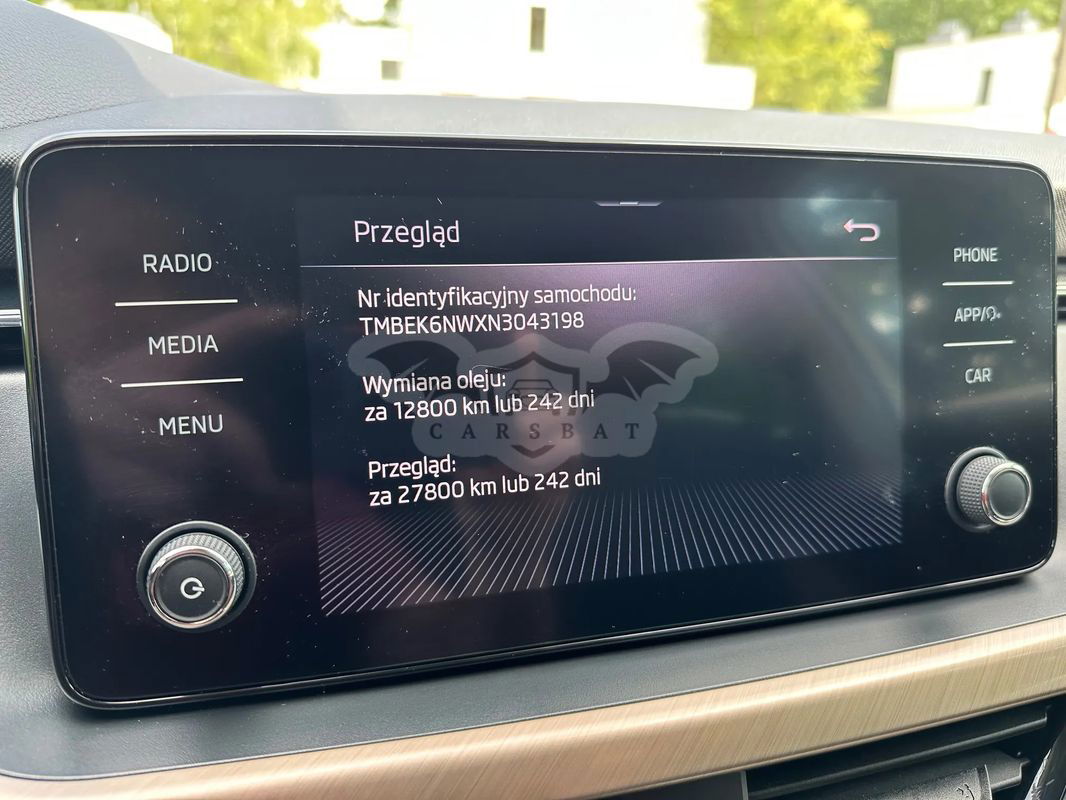 RADIO
MEDIA
MENU
Przegląd
Nr identyfikacyjny samochodu:
TMBEK6NWXN3043198
Wymiana oleju:
za 12800 km lub 242 dni
CARSBAT
Przegląd:
za 27800 km lub 242 dni
PHONE
APP/
CAR